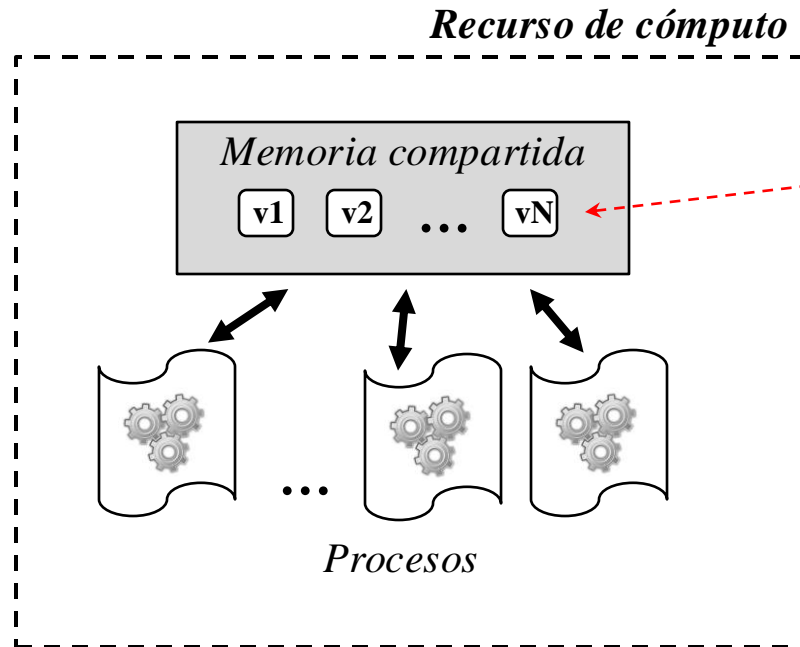 Recurso de cómputo
Memoria compartida
v1 v2 ... vN
...
Procesos